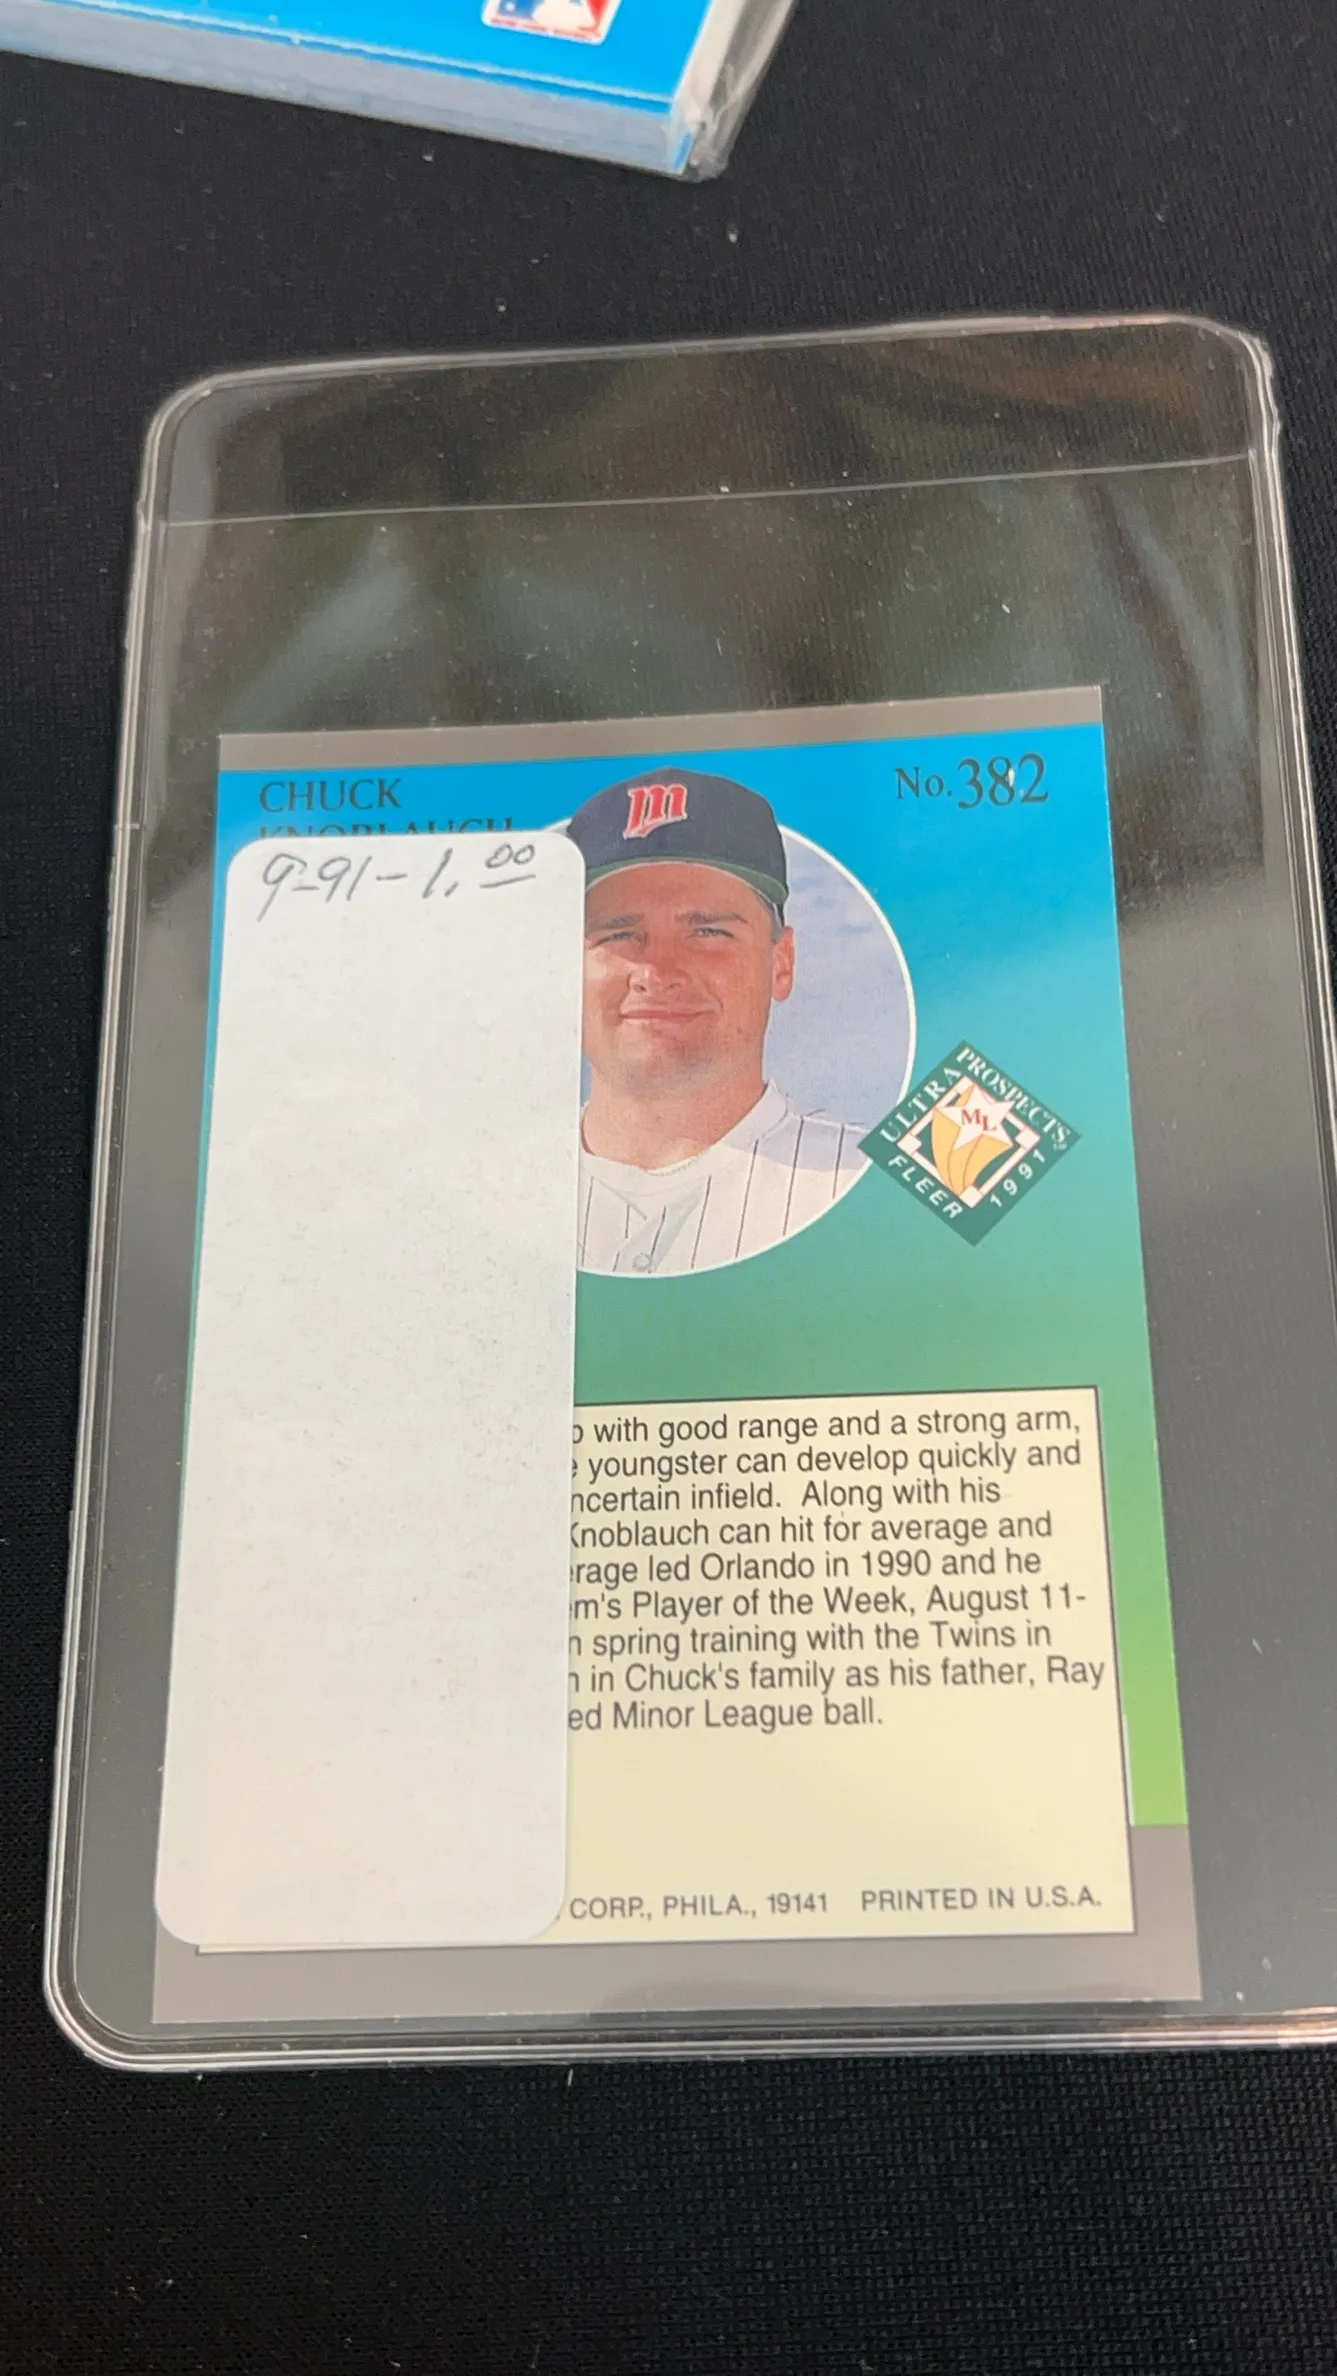 CHUCK
KNOBLAUCH
No.382
9-91-1.00
m
ULTRA PROSPECTS
ML
FLEER 1991
with good range and a strong arm,
youngster can develop quickly and
ncertain infield. Along with his
Knoblauch can hit for average and
rage led Orlando in 1990 and he
m's Player of the Week, August 11-
n spring training with the Twins in
in Chuck's family as his father, Ray
ed Minor League ball.
CORP., PHILA., 19141 PRINTED IN U.S.A.